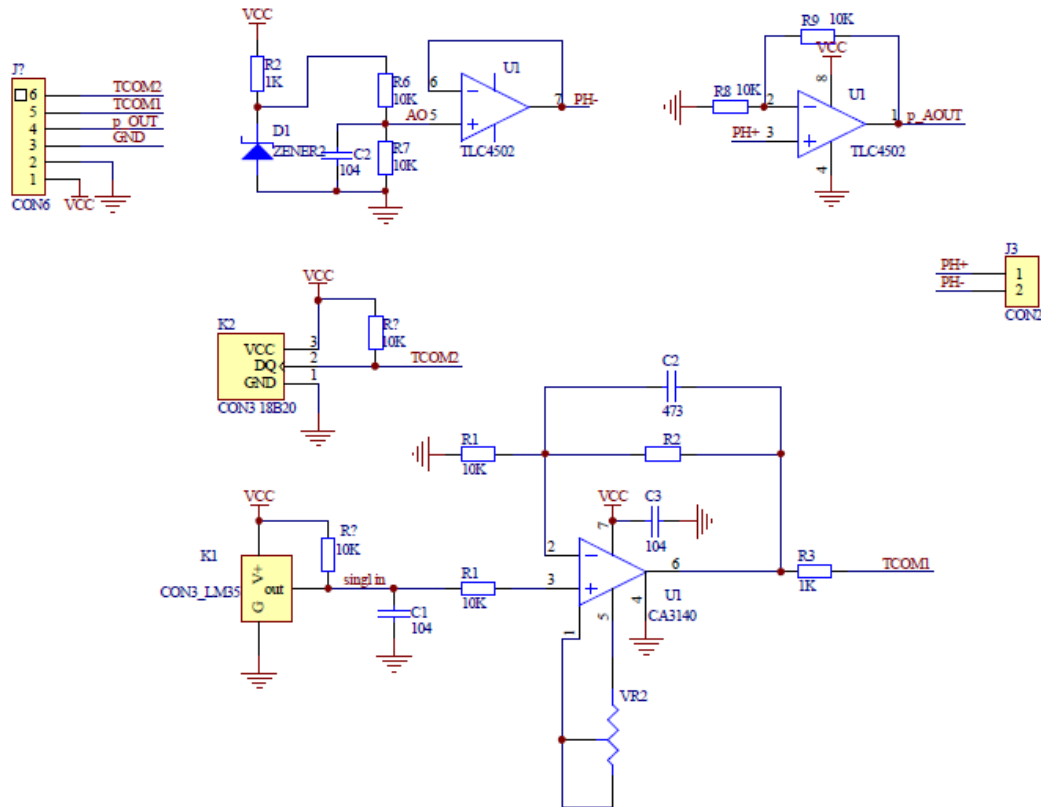 VCC
R2
1K
D1
ZENER2
R6
10K
AO
5
6
7
U1
TLC4502
PH-
C2
104
R7
10K
R9 10K
VCC
8
R8 10K
2
PH+ 3
U1
1
p_AOUT
TLC4502
4
J?
6
TCOM2
5
TCOM1
4
p_OUT
3
GND
2
1
VCC
CON6
J3
PH+
1
PH-
2
CON2
VCC
K2
R?
10K
VCC
3
DQ
2
TCOM2
GND
1
CON3 18B20
C2
473
R1
10K
R2
VCC
C3
7
104
2
3
6
R3
1K
TCOM1
4
U1
CA3140
1
5
VR2
VCC
K1
R?
10K
V+
CON3_LM35
out
G
singl in
R1
10K
C1
104